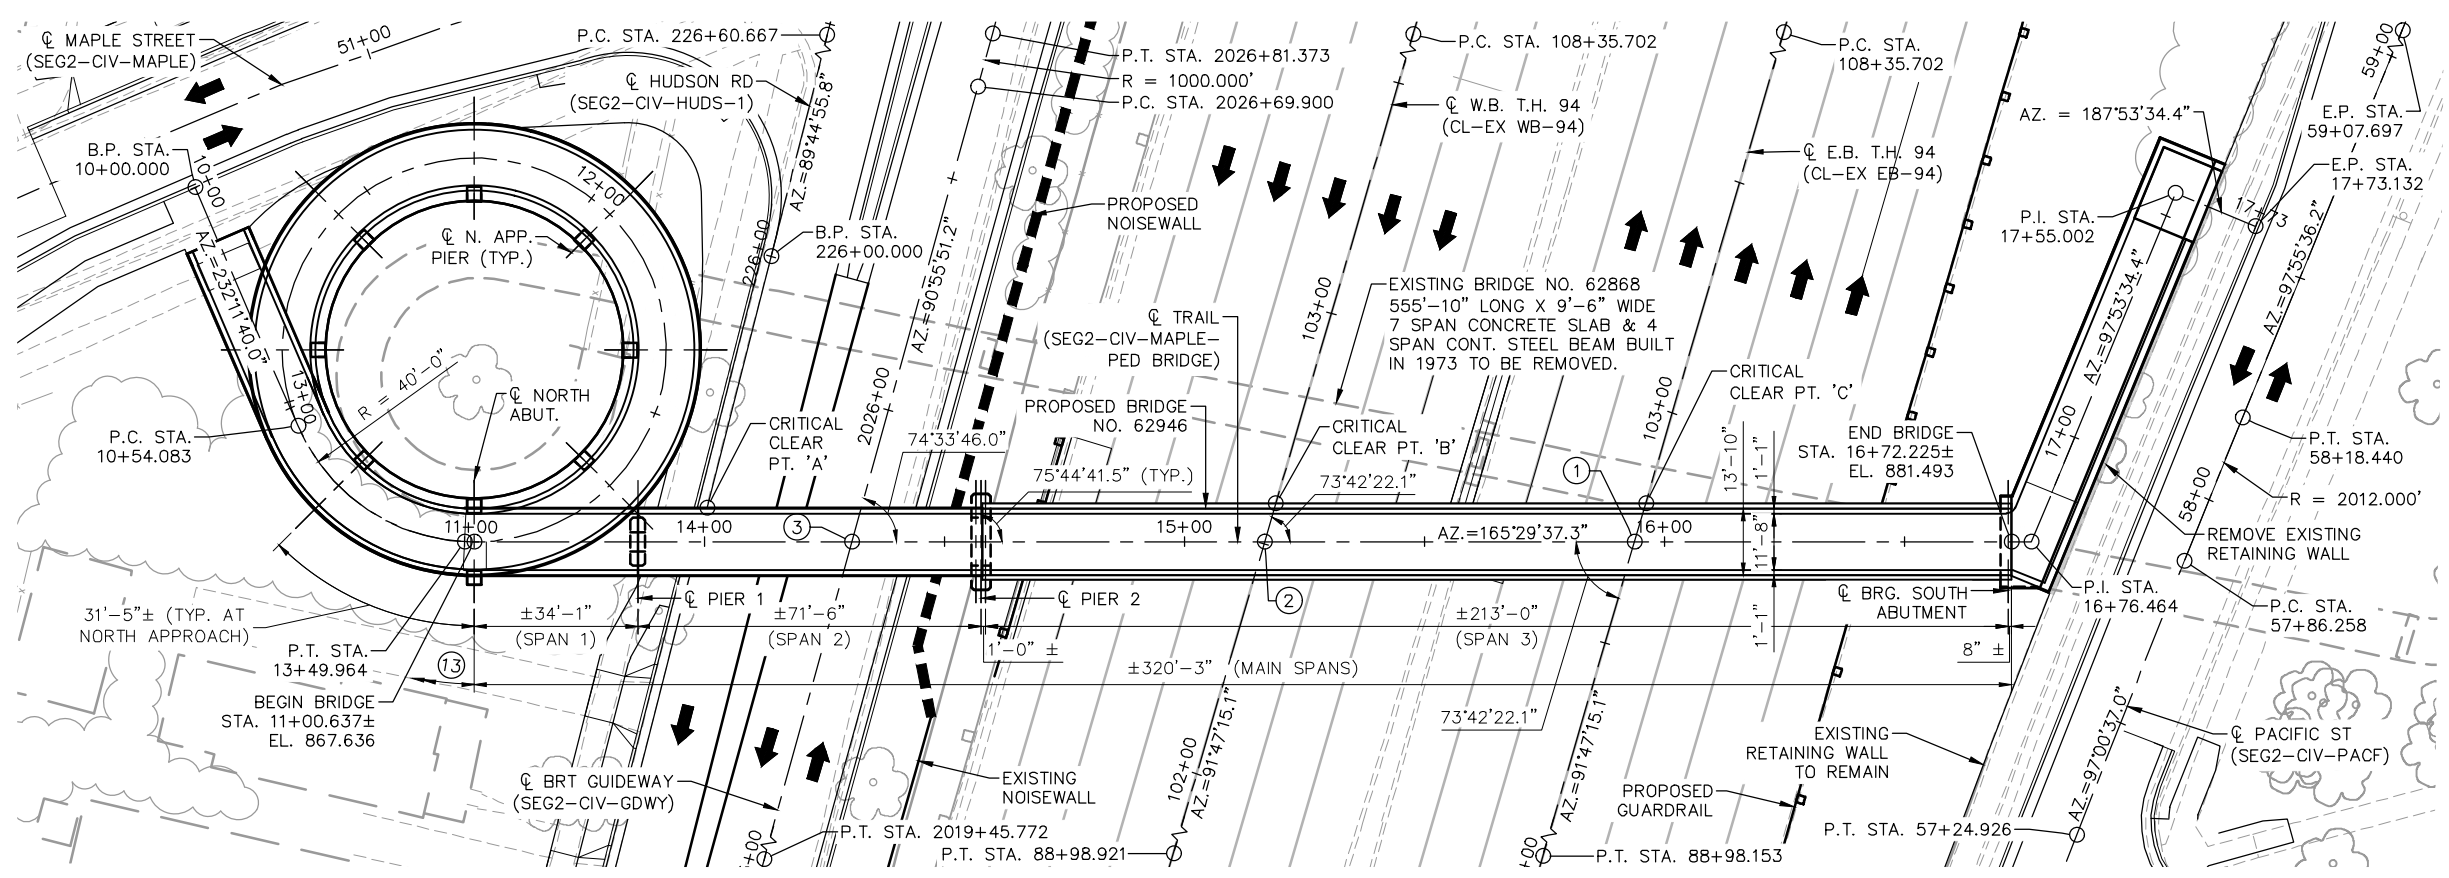 ℄ MAPLE STREET
(SEG2-CIV-MAPLE)
51+00
B.P. STA.
10+00.000
10+00
P.C. STA. 226+60.667
℄ HUDSON RD
(SEG2-CIV-HUDS-1)
AZ.=89°44'55.8"
226+00
B.P. STA.
226+00.000
12+00
℄ N. APP.
PIER (TYP.)
AZ.=232°11'40.0"
13+00
R = 40'-0"
℄ NORTH
ABUT.
P.C. STA.
10+54.083
11+00
31'-5"± (TYP. AT
NORTH APPROACH)
P.T. STA.
13+49.964
13
BEGIN BRIDGE
STA. 11+00.637±
EL. 867.636
P.T. STA. 2026+81.373
R = 1000.000'
P.C. STA. 2026+69.900
PROPOSED
NOISEWALL
AZ.=90°55'51.2"
2026+00
℄ TRAIL
(SEG2-CIV-MAPLE-
PED BRIDGE)
PROPOSED BRIDGE
NO. 62946
CRITICAL
CLEAR
PT. 'A'
74°33'46.0"
75°44'41.5" (TYP.)
14+00
3
15+00
℄ PIER 1
℄ PIER 2
±34'-1"
(SPAN 1)
±71'-6"
(SPAN 2)
1'-0" ±
±213'-0"
(SPAN 3)
±320'-3" (MAIN SPANS)
℄ BRT GUIDEWAY
(SEG2-CIV-GDWY)
EXISTING
NOISEWALL
P.T. STA. 2019+45.772
+00
P.T. STA. 88+98.921
P.C. STA. 108+35.702
℄ W.B. T.H. 94
(CL-EX WB-94)
EXISTING BRIDGE NO. 62868
555'-10" LONG X 9'-6" WIDE
7 SPAN CONCRETE SLAB & 4
SPAN CONT. STEEL BEAM BUILT
IN 1973 TO BE REMOVED.
103+00
CRITICAL
CLEAR PT. 'B'
73°42'22.1"
2
102+00
AZ.=91°47'15.1"
P.C. STA.
108+35.702
℄ E.B. T.H. 94
(CL-EX EB-94)
103+00
CRITICAL
CLEAR PT. 'C'
1
AZ.=165°29'37.3"
16+00
13'-10"
1'-1"
11'-8"
1'-1"
73°42'22.1"
AZ.=91°47'15.1"
+00
P.T. STA. 88+98.153
PROPOSED
GUARDRAIL
END BRIDGE
STA. 16+72.225±
EL. 881.493
℄ BRG. SOUTH
ABUTMENT
8" ±
EXISTING
RETAINING WALL
TO REMAIN
P.T. STA. 57+24.926
AZ. = 187°53'34.4"
P.I. STA.
17+55.002
17+73
AZ.=97°53'34.4"
17+00
59+00
E.P. STA.
59+07.697
E.P. STA.
17+73.132
AZ.=97°55'36.2"
P.T. STA.
58+18.440
58+00
R = 2012.000'
REMOVE EXISTING
RETAINING WALL
P.I. STA.
16+76.464
P.C. STA.
57+86.258
℄ PACIFIC ST
(SEG2-CIV-PACF)
AZ.=97°00'37.0"